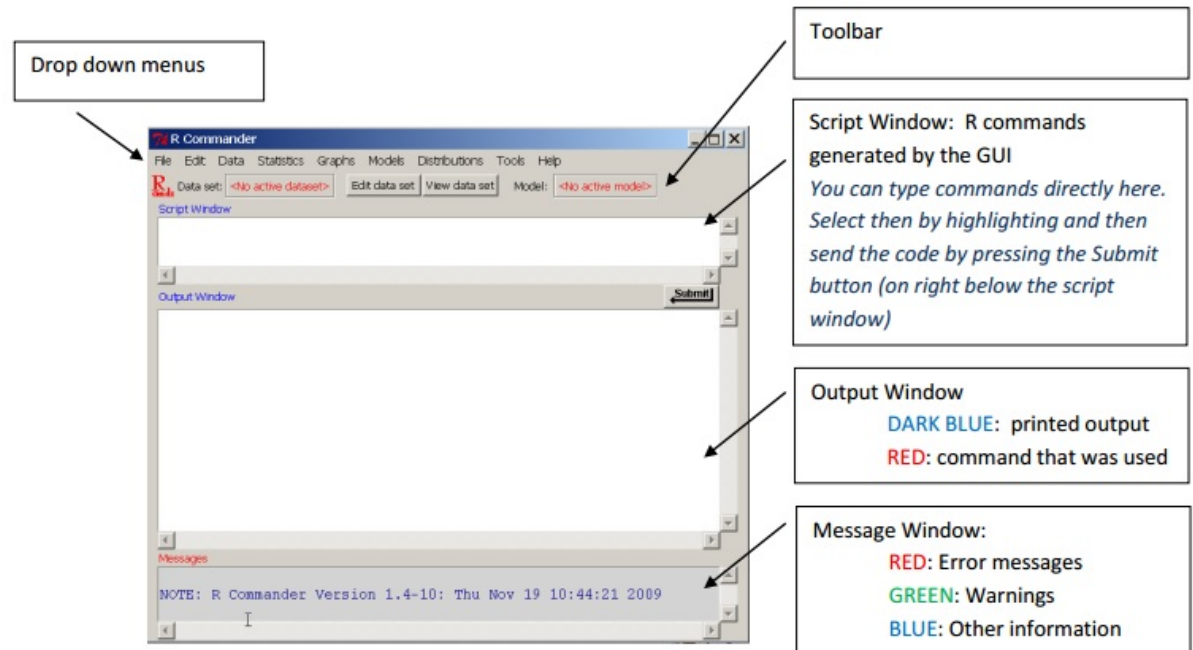 Drop down menus
Toolbar
R Commander
File Edit Data Statistics Graphs Models Distributions Tools Help
R Data set: <No active dataset> Edit data set View data set Model: <No active model>
Script Window
Submit
Output Window
Messages
NOTE: R Commander Version 1.4-10: Thu Nov 19 10:44:21 2009
Script Window: R commands
generated by the GUI
You can type commands directly here.
Select then by highlighting and then
send the code by pressing the Submit
button (on right below the script
window)
Output Window
DARK BLUE: printed output
RED: command that was used
Message Window:
RED: Error messages
GREEN: Warnings
BLUE: Other information